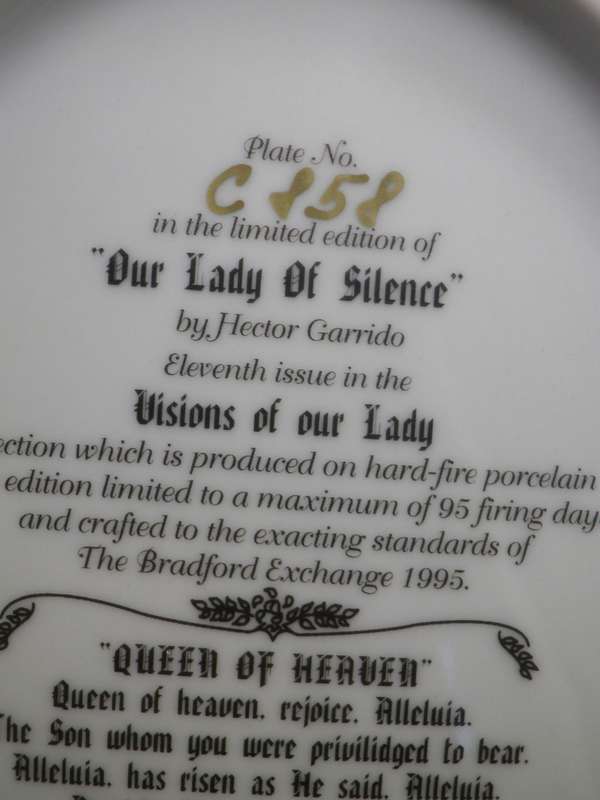 Plate No.
C 858
in the limited edition of
"Our Lady Of Silence"
by Hector Garrido
Eleventh issue in the
Visions of our Lady
which is produced on hard-fire porcelain
edition limited to a maximum of 95 firing
and crafted to the exacting standards of
The Bradford Exchange 1995.
"QUEEN OF HEAVEN"
Queen of heaven. rejoice. Alleluia.
The Son whom you were privilidged to bear.
Alleluia. has risen as He said. Alleluia.